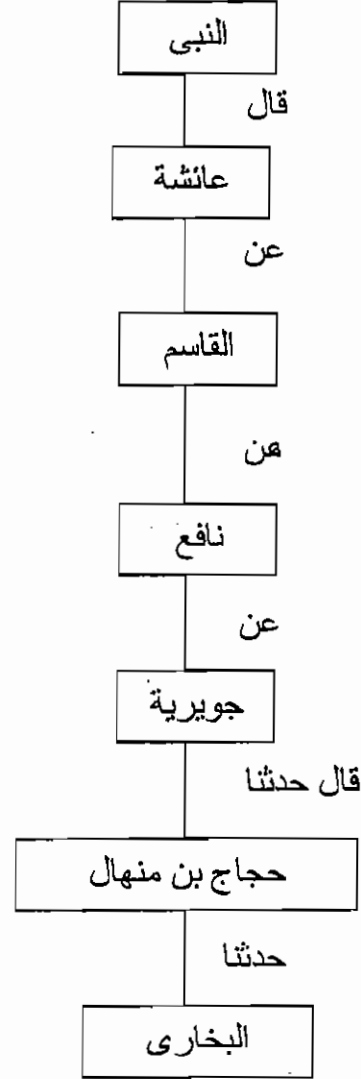 النبى
قال
عائشة
عن
القاسم
عن
نافع
عن
جويرية
قال حدثنا
حجاج بن منهال
حدثنا
البخارى